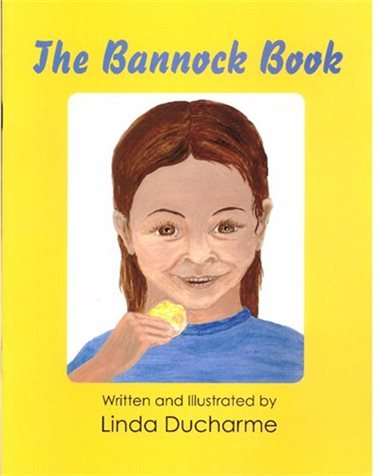 The Bannock Book
Written and Illustrated by
Linda Ducharme